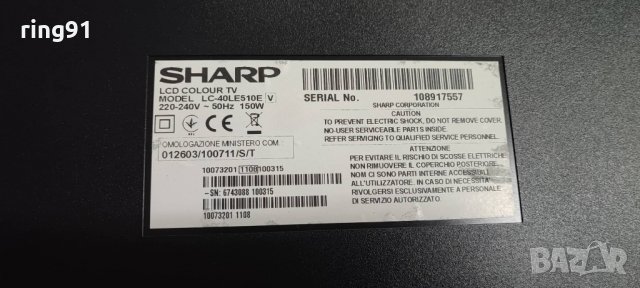 ring91
SHARP
LCD COLOUR TV
MODEL LC-40LE510E V
220-240V ~ 50Hz 150W
SERIAL No. 108917557
SHARP CORPORATION
CAUTION
TO PREVENT ELECTRIC SHOCK, DO NOT REMOVE COVER.
NO-USER SERVICEABLE PARTS INSIDE.
REFER SERVICING TO QUALIFIED SERVICE PERSONNEL.
OMOLOGAZIONE MINISTERO COM.:
012603/100711/S/T
ATTENZIONE
PER EVITARE IL RISCHIO DI SCOSSE ELETTRICHE
NON RIMUOVERE IL COPERCHIO POSTERIORE.
NON CI SONO PARTI INTERNE ACCESSIBILI
ALL'UTILIZZATORE. IN CASO DI NECESSITA'
RIVOLGERSI ESCLUSIVAMENTE A PERSONALE
DI SERVIZIO AUTORIZZATO.
10073201 1108 100315
-SN: 6743088 100315
10073201 1108
bazar.bg